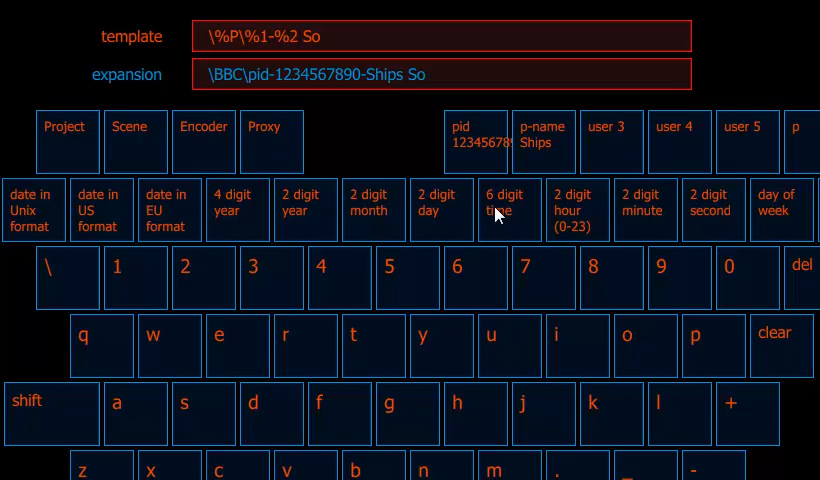 template \%P\%1-%2 So
expansion \BBC\pid-1234567890-Ships So
Project Scene Encoder Proxy pid p-name user 3 user 4 user 5 p
123456789 Ships
date in date in date in 4 digit 2 digit 2 digit 2 digit 6 digit 2 digit 2 digit 2 digit day of
Unix US EU year year month day time hour minute second week
format format format (0-23)
\ 1 2 3 4 5 6 7 8 9 0 del
q w e r t y u i o p clear
shift a s d f g h j k l +
z x c v b n m . _ -